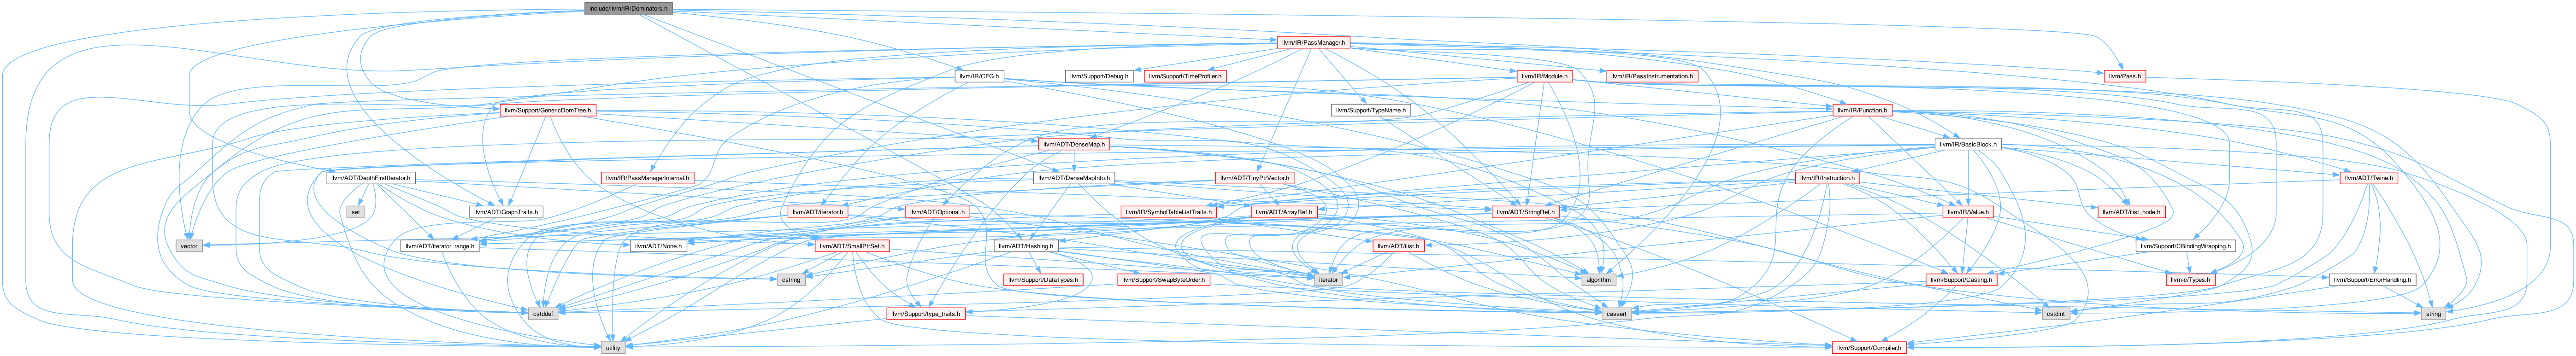 include/llvm/IR/Dominators.h
llvm/IR/PassManager.h
llvm/IR/CFG.h
llvm/Support/Debug.h
llvm/Support/TimeProfiler.h
llvm/IR/Module.h
llvm/IR/PassInstrumentation.h
llvm/Pass.h
llvm/Support/GenericDomTree.h
llvm/Support/TypeName.h
llvm/IR/Function.h
llvm/ADT/DenseMap.h
llvm/IR/BasicBlock.h
llvm/ADT/DepthFirstIterator.h
llvm/IR/PassManagerInternal.h
llvm/ADT/DenseMapInfo.h
llvm/ADT/TinyPtrVector.h
llvm/IR/Instruction.h
llvm/ADT/Twine.h
set
llvm/ADT/GraphTraits.h
llvm/ADT/iterator.h
llvm/ADT/Optional.h
llvm/IR/SymbolTableListTraits.h
llvm/ADT/ArrayRef.h
llvm/ADT/StringRef.h
llvm/IR/Value.h
llvm/ADT/ilist_node.h
vector
llvm/ADT/iterator_range.h
llvm/ADT/None.h
llvm/ADT/SmallPtrSet.h
llvm/ADT/Hashing.h
llvm/ADT/ilist.h
llvm/Support/CBindingWrapping.h
cstring
llvm/Support/DataTypes.h
llvm/Support/SwapByteOrder.h
iterator
algorithm
llvm/Support/Casting.h
llvm-c/Types.h
llvm/Support/ErrorHandling.h
cstddef
llvm/Support/type_traits.h
cassert
cstdint
string
utility
llvm/Support/Compiler.h